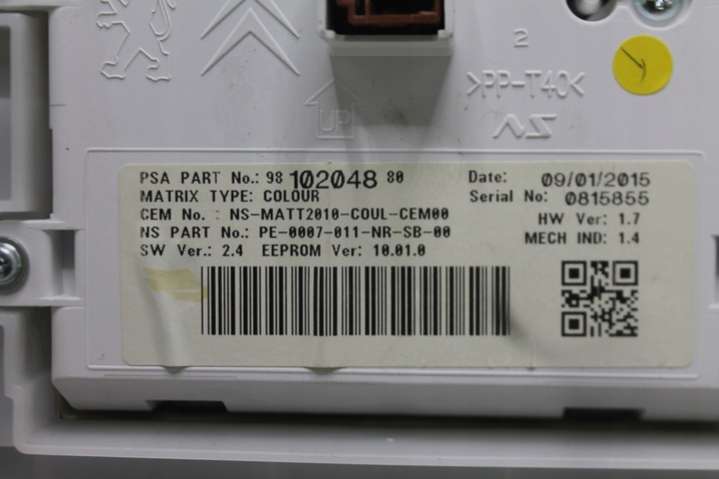 2
>PP-T40<
UP
PSA PART No.: 98 102048 80 Date: 09/01/2015
MATRIX TYPE: COLOUR Serial No: 0815855
CEM No. : NS-MATT2010-COUL-CEM00 HW Ver: 1.7
NS PART No.: PE-0007-011-NR-SB-00 MECH IND: 1.4
SW Ver.: 2.4 EEPROM Ver: 10.01.0